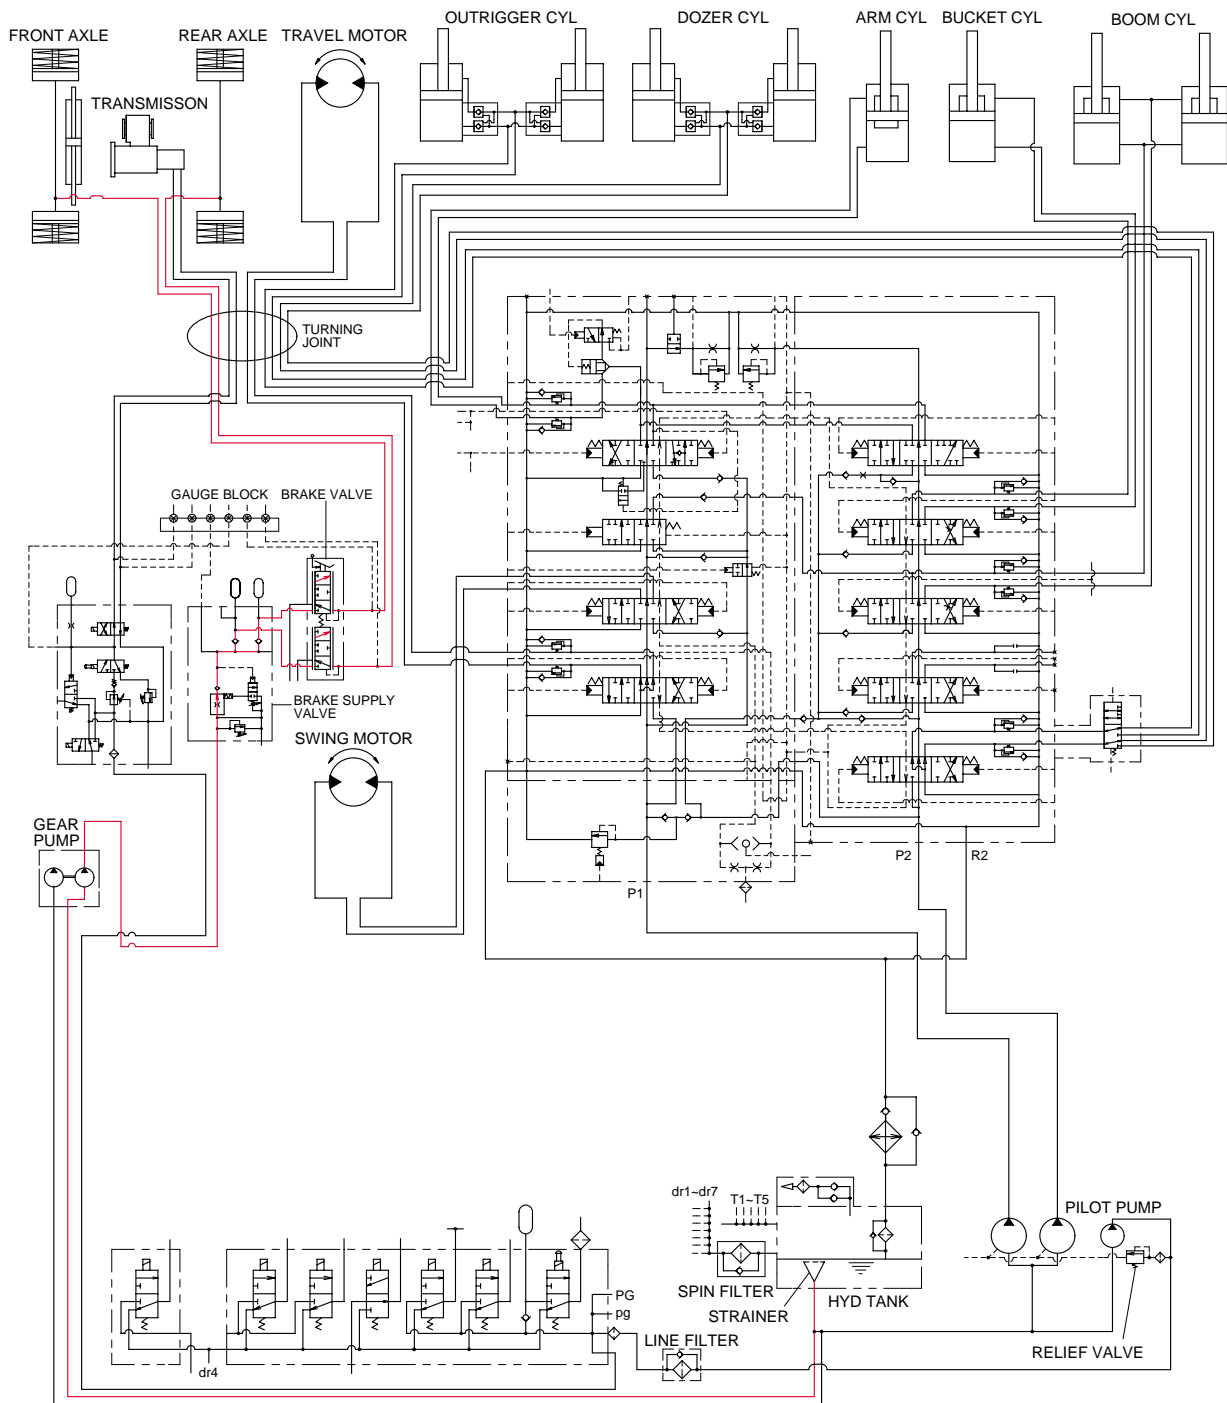 OUTRIGGER CYL
DOZER CYL
ARM CYL
BUCKET CYL
BOOM CYL
FRONT AXLE
REAR AXLE
TRAVEL MOTOR
TRANSMISSON
TURNING
JOINT
GAUGE BLOCK
BRAKE VALVE
BRAKE SUPPLY
VALVE
SWING MOTOR
GEAR
PUMP
P1
P2
R2
dr1~dr7
T1~T5
PILOT PUMP
SPIN FILTER
STRAINER
HYD TANK
PG
pg
LINE FILTER
RELIEF VALVE
dr4